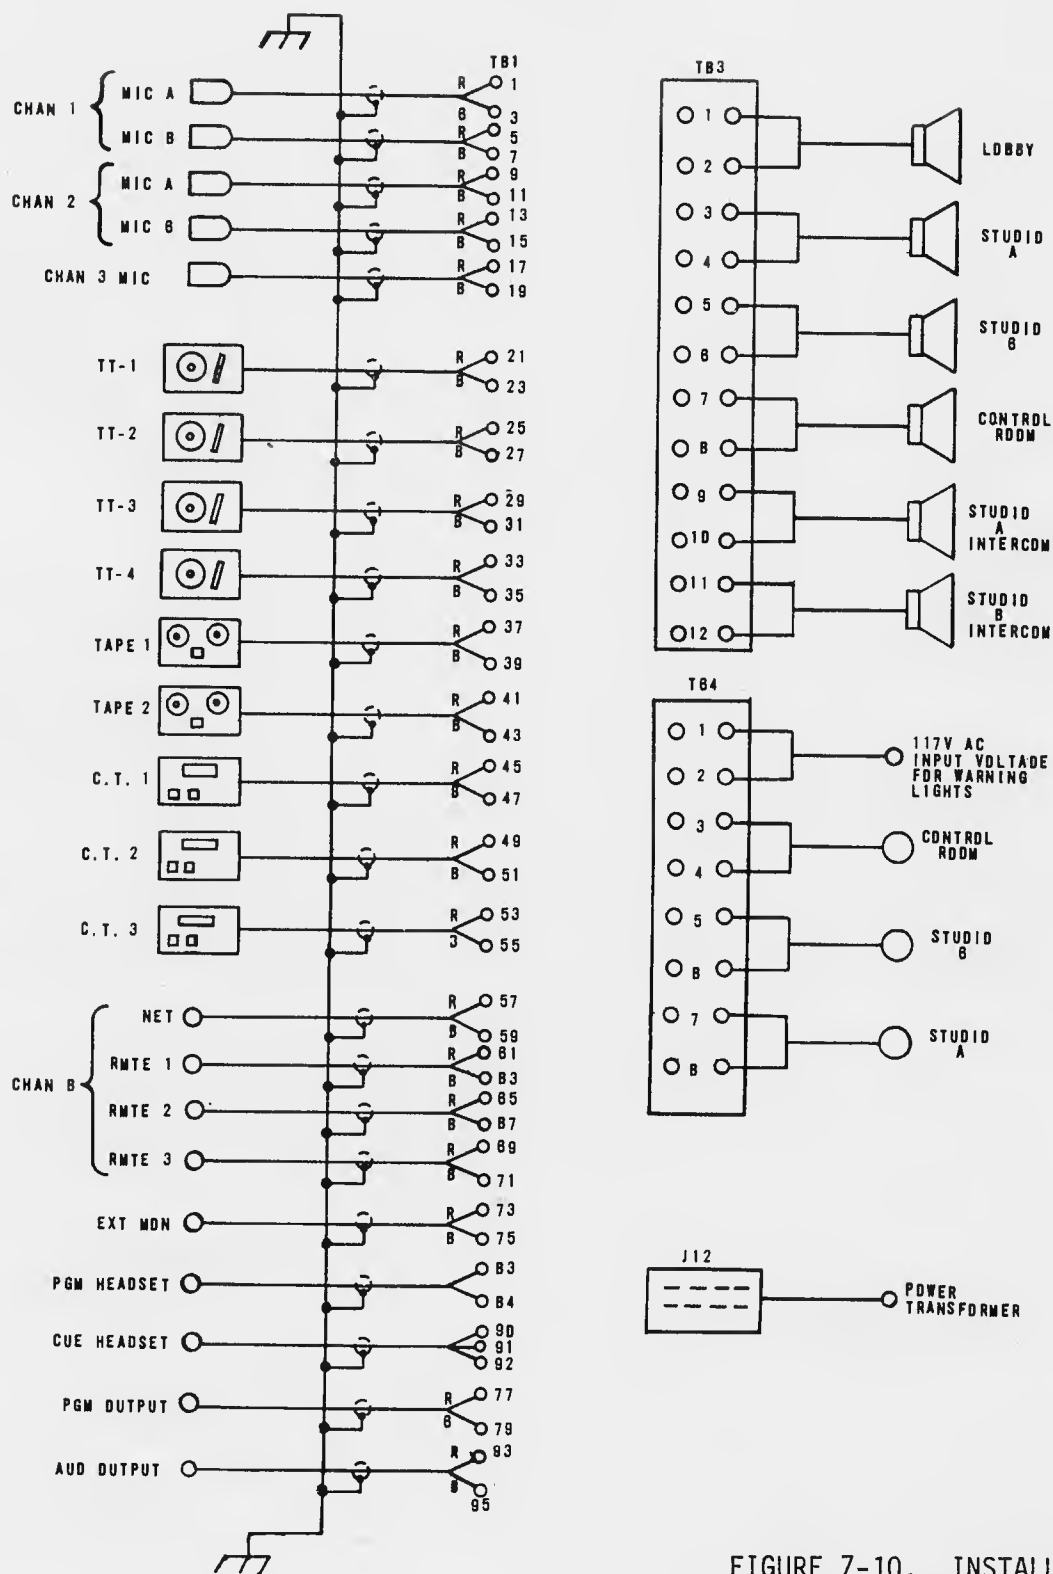 TB1
CHAN 1
MIC A
R 1
B 3
MIC B
R 5
B 7
CHAN 2
MIC A
R 9
B 11
MIC B
R 13
B 15
CHAN 3 MIC
R 17
B 19
TT-1
R 21
B 23
TT-2
R 25
B 27
TT-3
R 29
B 31
TT-4
R 33
B 35
TAPE 1
R 37
B 39
TAPE 2
R 41
B 43
C.T. 1
R 45
B 47
C.T. 2
R 49
B 51
C.T. 3
R 53
B 55
CHAN 8
NET
R 57
B 59
RMTE 1
R 61
B 63
RMTE 2
R 65
B 67
RMTE 3
R 69
B 71
EXT MON
R 73
B 75
PGM HEADSET
83
84
CUE HEADSET
90
91
92
PGM OUTPUT
R 77
B 79
AUD OUTPUT
R 93
B 95
TB3
1
2
LOBBY
3
4
STUDIO
A
5
6
STUDIO
B
7
8
CONTROL
ROOM
9
10
STUDIO
A
INTERCOM
11
12
STUDIO
B
INTERCOM
TB4
1
2
117V AC
INPUT VOLTAGE
FOR WARNING
LIGHTS
3
4
CONTROL
ROOM
5
6
STUDIO
B
7
8
STUDIO
A
J12
POWER
TRANSFORMER
FIGURE 7-10. INSTALL